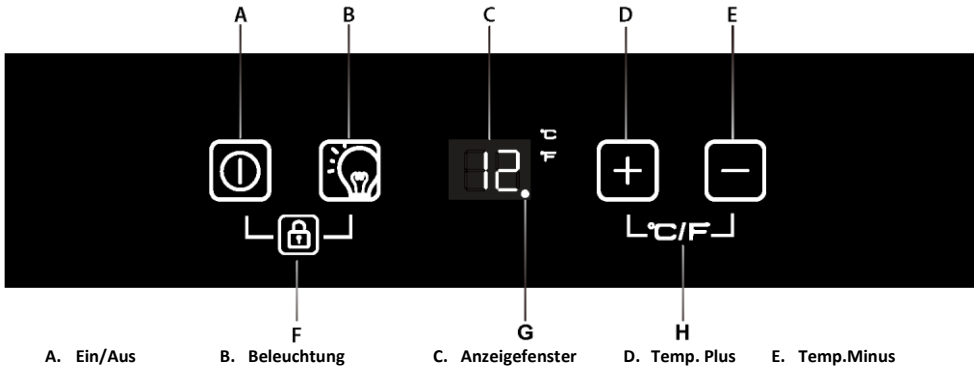 A B C D E
12 °C
°F
+ −
°C/F
F G H
A. Ein/Aus B. Beleuchtung C. Anzeigefenster D. Temp. Plus E. Temp.Minus